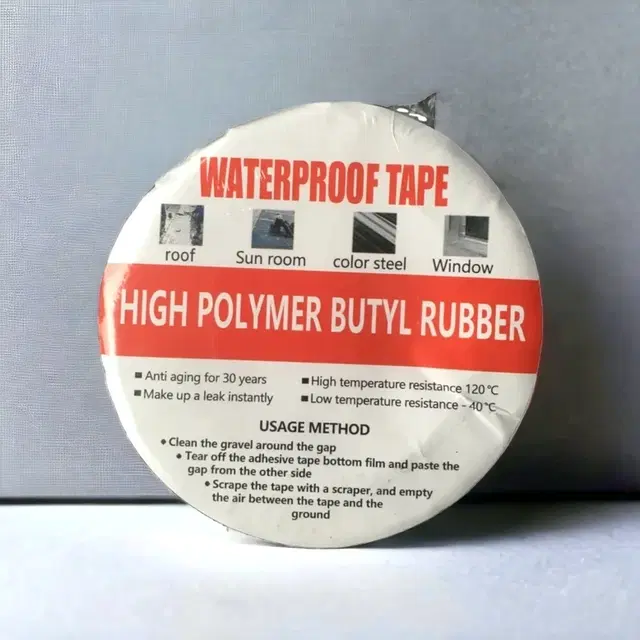 WATERPROOF TAPE
roof Sun room color steel Window
HIGH POLYMER BUTYL RUBBER
■ Anti aging for 30 years ■ High temperature resistance 120℃
■ Make up a leak instantly ■ Low temperature resistance - 40℃
USAGE METHOD
• Clean the gravel around the gap
• Tear off the adhesive tape bottom film and paste the
gap from the other side
• Scrape the tape with a scraper, and empty
the air between the tape and the
ground